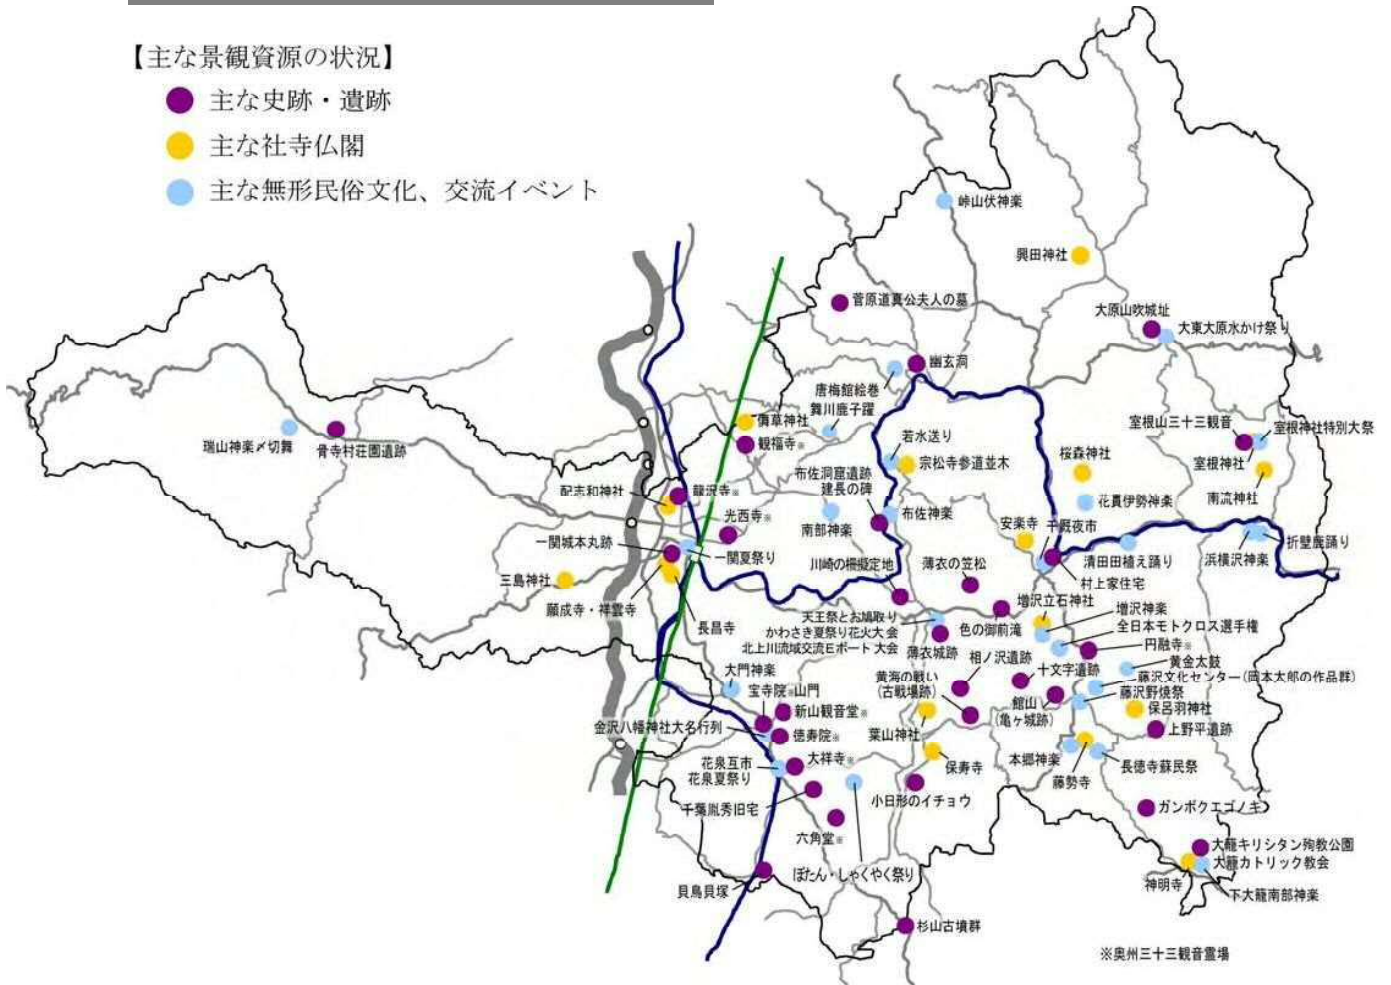 【主な景観資源の状況】
主な史跡・遺跡
主な社寺仏閣
主な無形民俗文化、交流イベント
峠山伏神楽
興田神社
菅原道真公夫人の墓
大原山吹城址
大東大原水かけ祭り
幽玄洞
唐梅館絵巻
舞川鹿子躍
儛草神社
観福寺※
瑞山神楽〆切舞
骨寺村荘園遺跡
若水送り
宗松寺参道並木
室根山三十三観音
室根神社特別大祭
室根神社
南流神社
桜森神社
花貫伊勢神楽
配志和神社
龍沢寺※
光西寺※
布佐洞窟遺跡
建長の碑
南部神楽
布佐神楽
安楽寺
千厩夜市
清田田植え踊り
浜横沢神楽
折壁鹿踊り
一関城本丸跡
一関夏祭り
川崎の柵擬定地
薄衣の笠松
村上家住宅
三島神社
願成寺・祥雲寺
長昌寺
増沢立石神社
増沢神楽
天王祭とお鳩取り
かわさき夏祭り花火大会
北上川流域交流Eボート大会
色の御前滝
薄衣城跡
全日本モトクロス選手権
円融寺※
黄金太鼓
藤沢文化センター(岡本太郎の作品群)
相ノ沢遺跡
十文字遺跡
黄海の戦い
(古戦場跡)
館山
(亀ヶ城跡)
藤沢野焼祭
保呂羽神社
上野平遺跡
大門神楽
宝寺院※山門
新山観音堂※
金沢八幡神社大名行列
徳寿院※
葉山神社
保寿寺
本郷神楽
藤勢寺
長徳寺蘇民祭
花泉互市
花泉夏祭り
大祥寺※
千葉胤秀旧宅
小日形のイチョウ
六角堂※
ガンボクエゴノキ
ぼたん・しゃくやく祭り
貝鳥貝塚
大籠キリシタン殉教公園
大籠カトリック教会
神明寺
下大籠南部神楽
杉山古墳群
※奥州三十三観音霊場